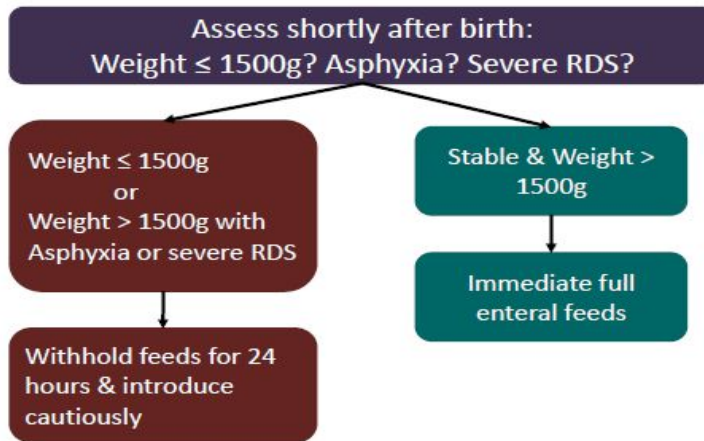 Assess shortly after birth:
Weight ≤ 1500g? Asphyxia? Severe RDS?
Weight ≤ 1500g
or
Weight > 1500g with
Asphyxia or severe RDS
Stable & Weight >
1500g
Withhold feeds for 24
hours & introduce
cautiously
Immediate full
enteral feeds